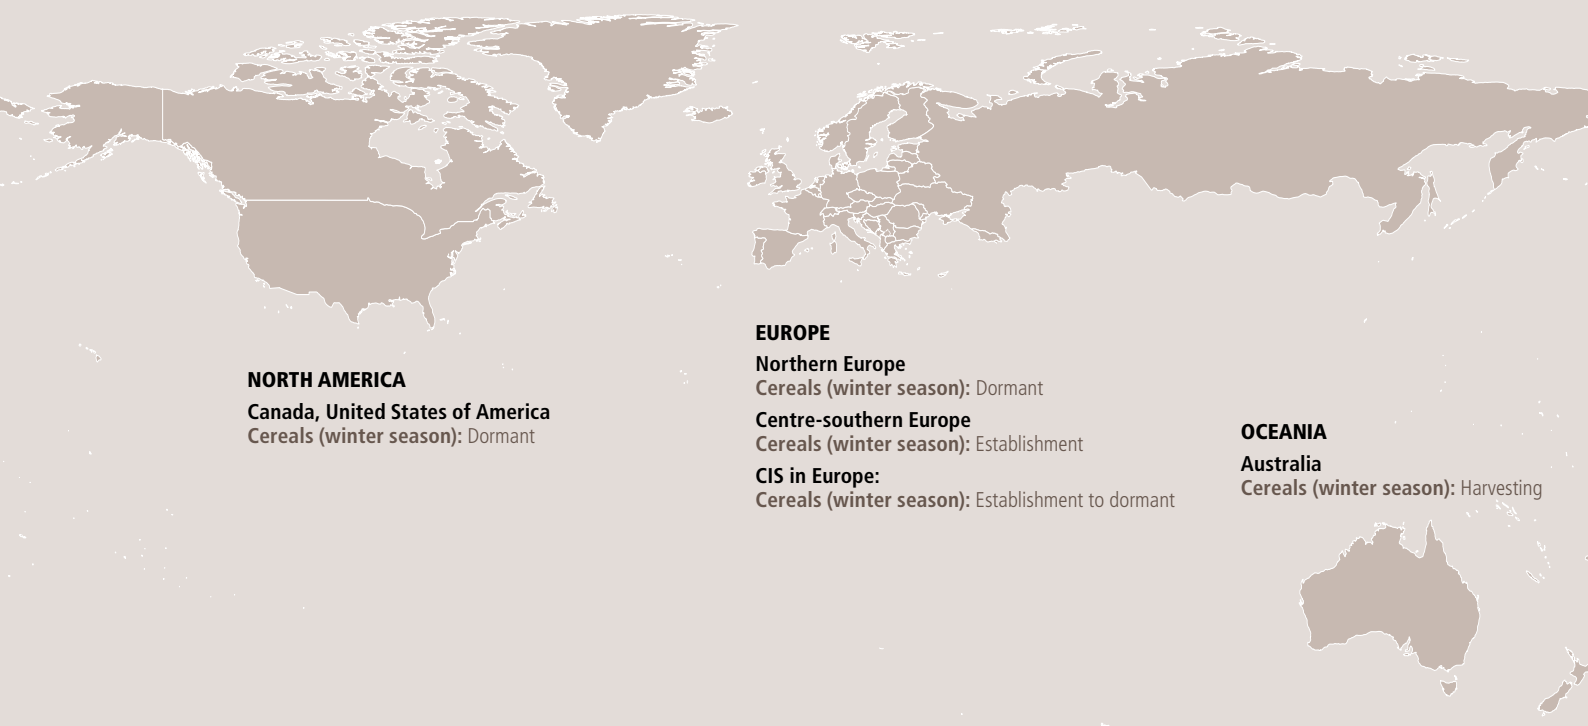 NORTH AMERICA
Canada, United States of America
Cereals (winter season): Dormant
EUROPE
Northern Europe
Cereals (winter season): Dormant
Centre-southern Europe
Cereals (winter season): Establishment
CIS in Europe:
Cereals (winter season): Establishment to dormant
OCEANIA
Australia
Cereals (winter season): Harvesting